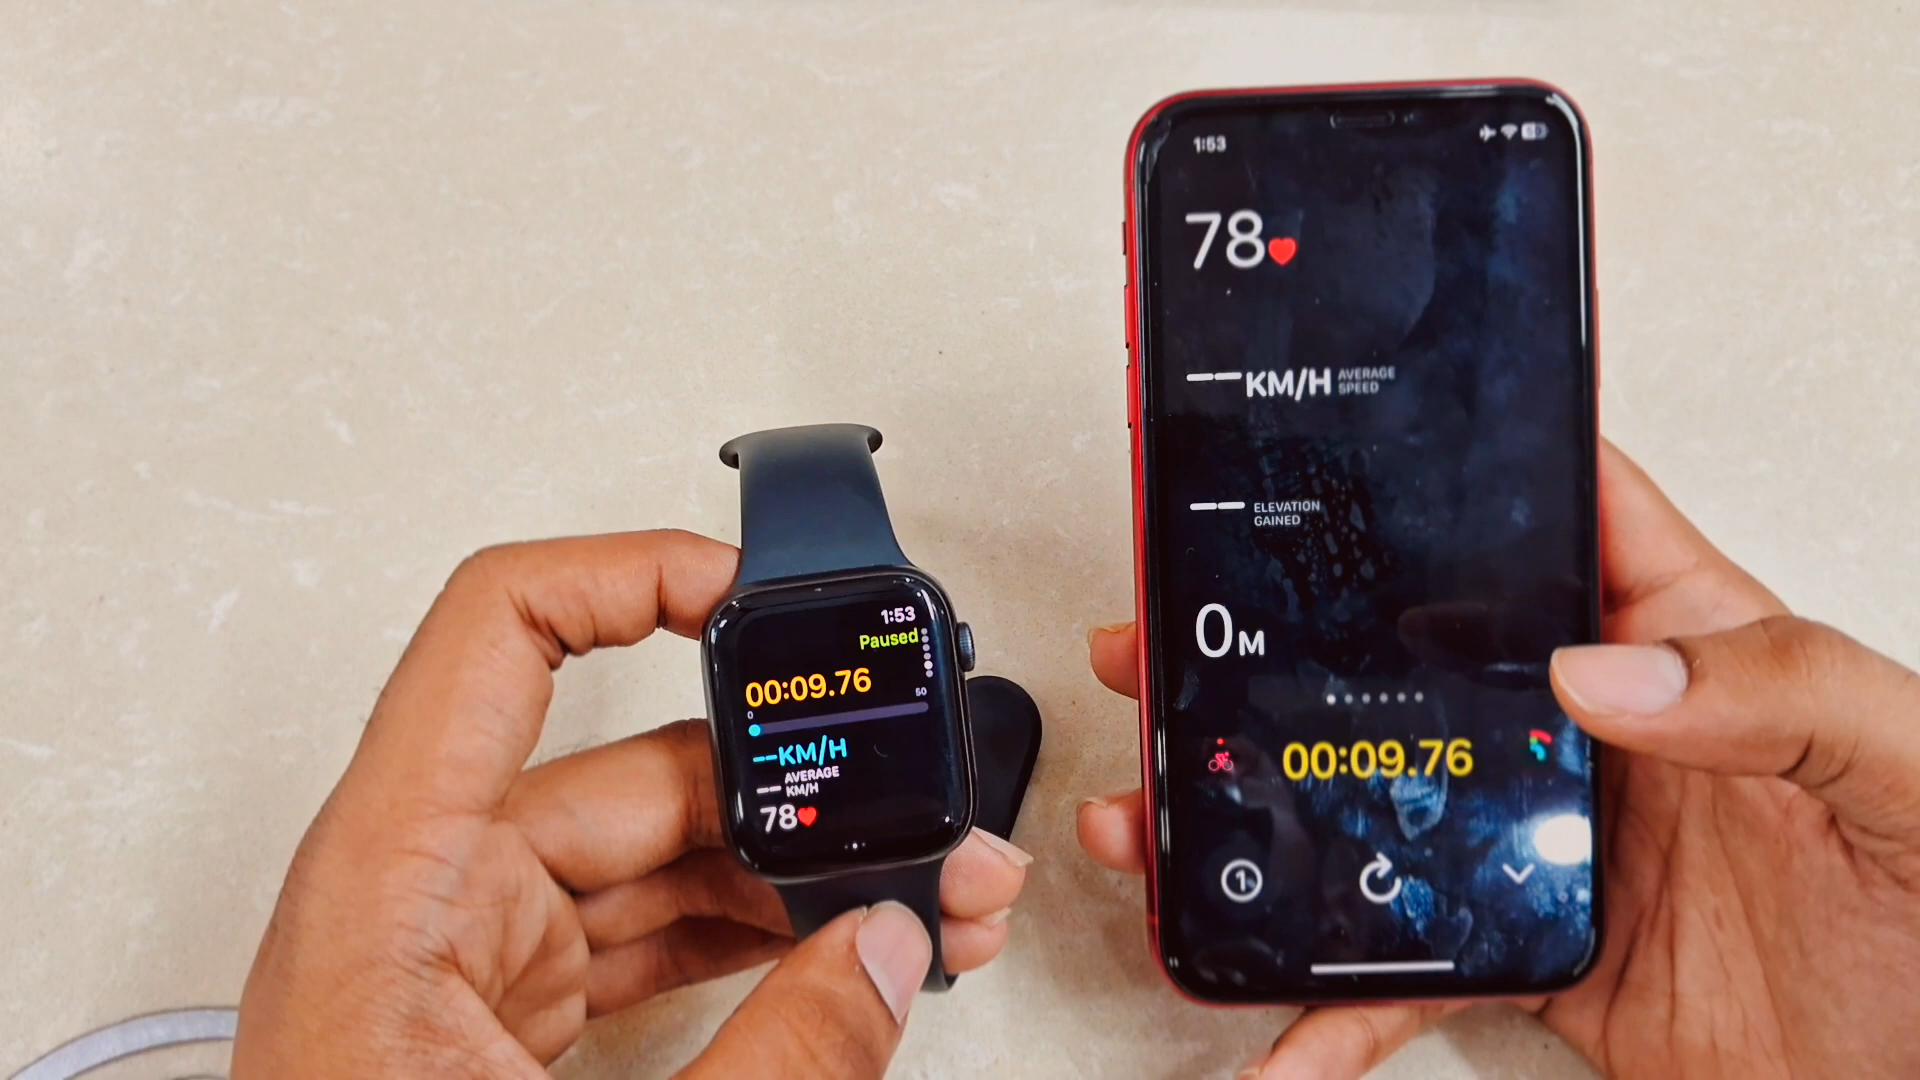 1:53
Paused
00:09.76
0 50
--KM/H
AVERAGE
-- KM/H
78
1:53
78
--KM/H AVERAGE
SPEED
-- ELEVATION
GAINED
0M
00:09.76
1